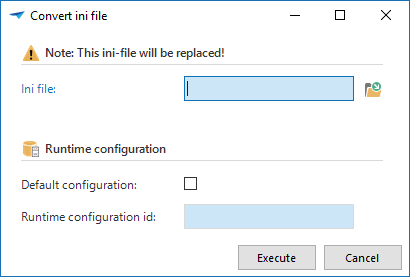 Convert ini file
Note: This ini-file will be replaced!
Ini file:
Runtime configuration
Default configuration:
Runtime configuration id:
Execute
Cancel